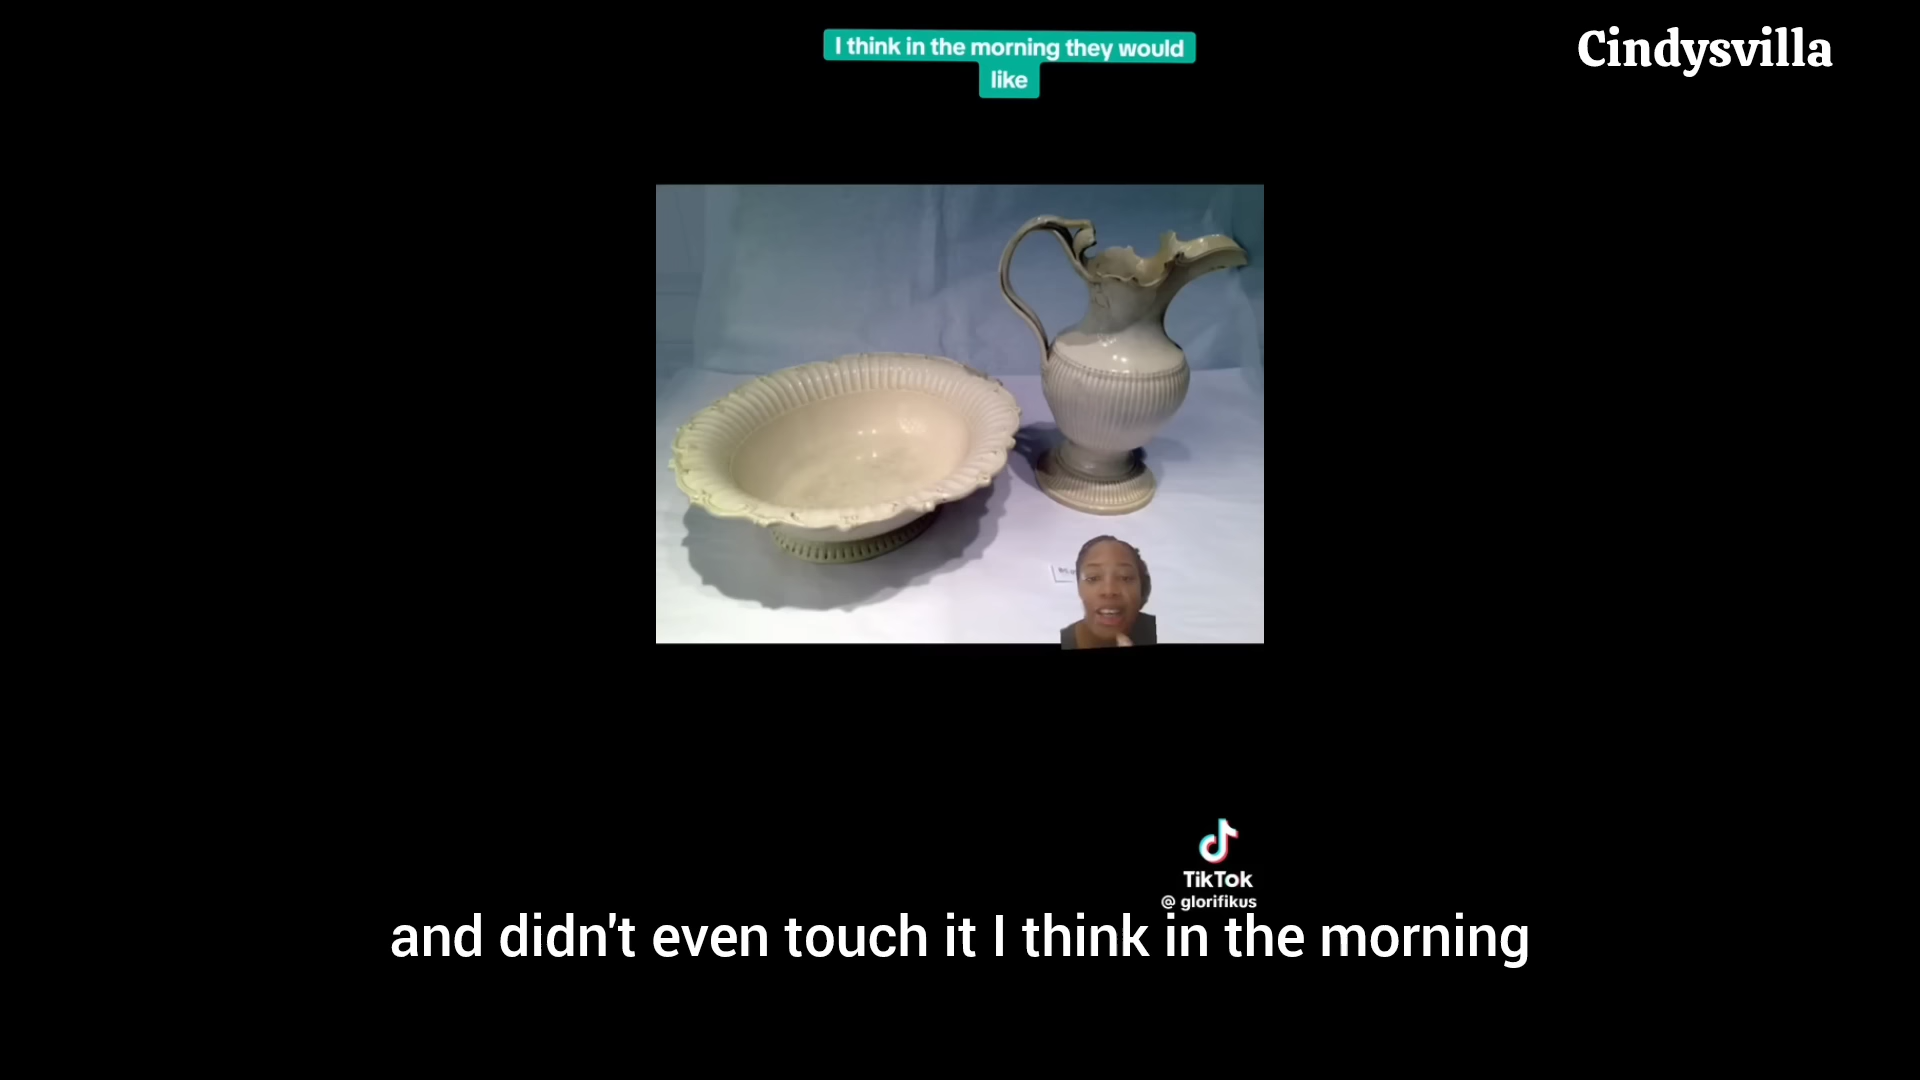 I think in the morning they would
like
Cindysvilla
TikTok
@ glorifikus
and didn't even touch it I think in the morning